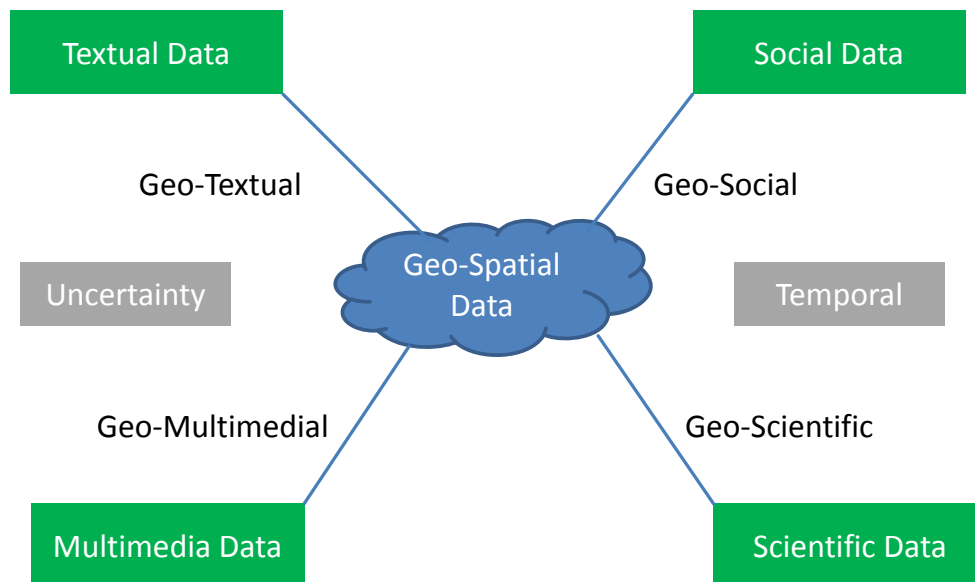 Textual Data
Social Data
Geo-Textual
Geo-Social
Geo-Spatial
Data
Uncertainty
Temporal
Geo-Multimedial
Geo-Scientific
Multimedia Data
Scientific Data